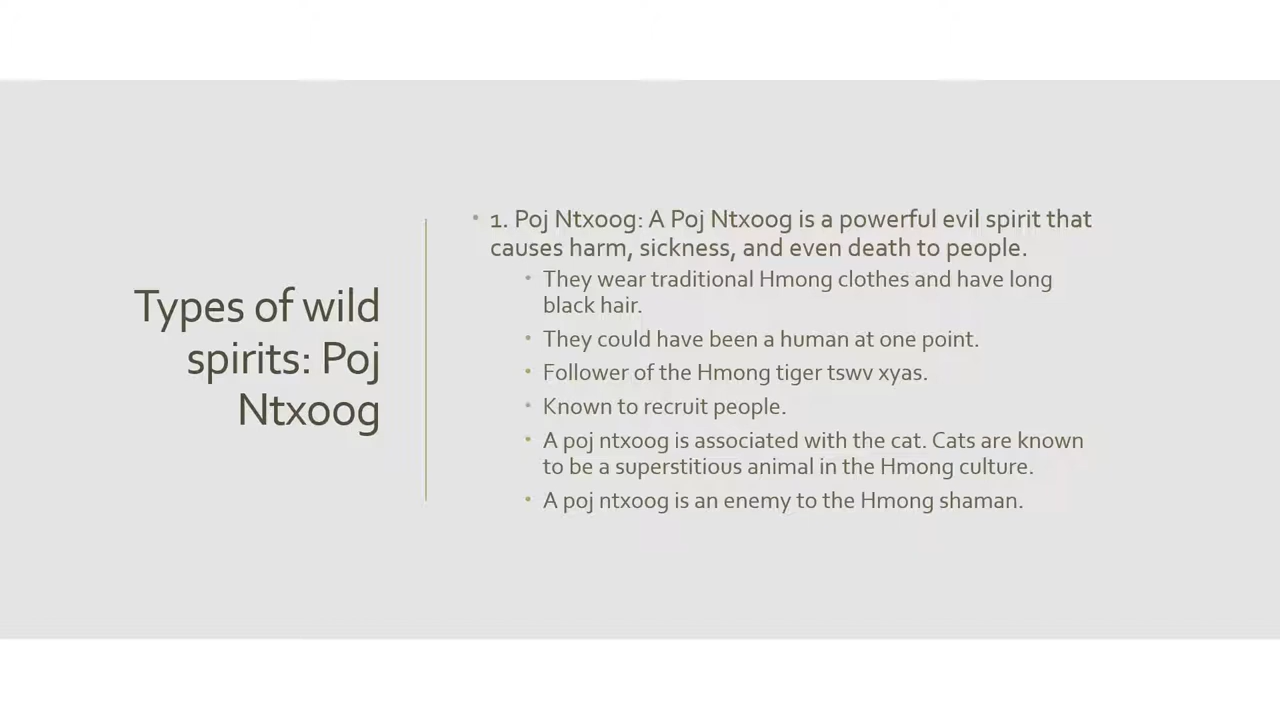 Types of wild
spirits: Poj
Ntxoog
• 1. Poj Ntxoog: A Poj Ntxoog is a powerful evil spirit that
causes harm, sickness, and even death to people.
• They wear traditional Hmong clothes and have long
black hair.
• They could have been a human at one point.
• Follower of the Hmong tiger tswv xyas.
• Known to recruit people.
• A poj ntxoog is associated with the cat. Cats are known
to be a superstitious animal in the Hmong culture.
• A poj ntxoog is an enemy to the Hmong shaman.